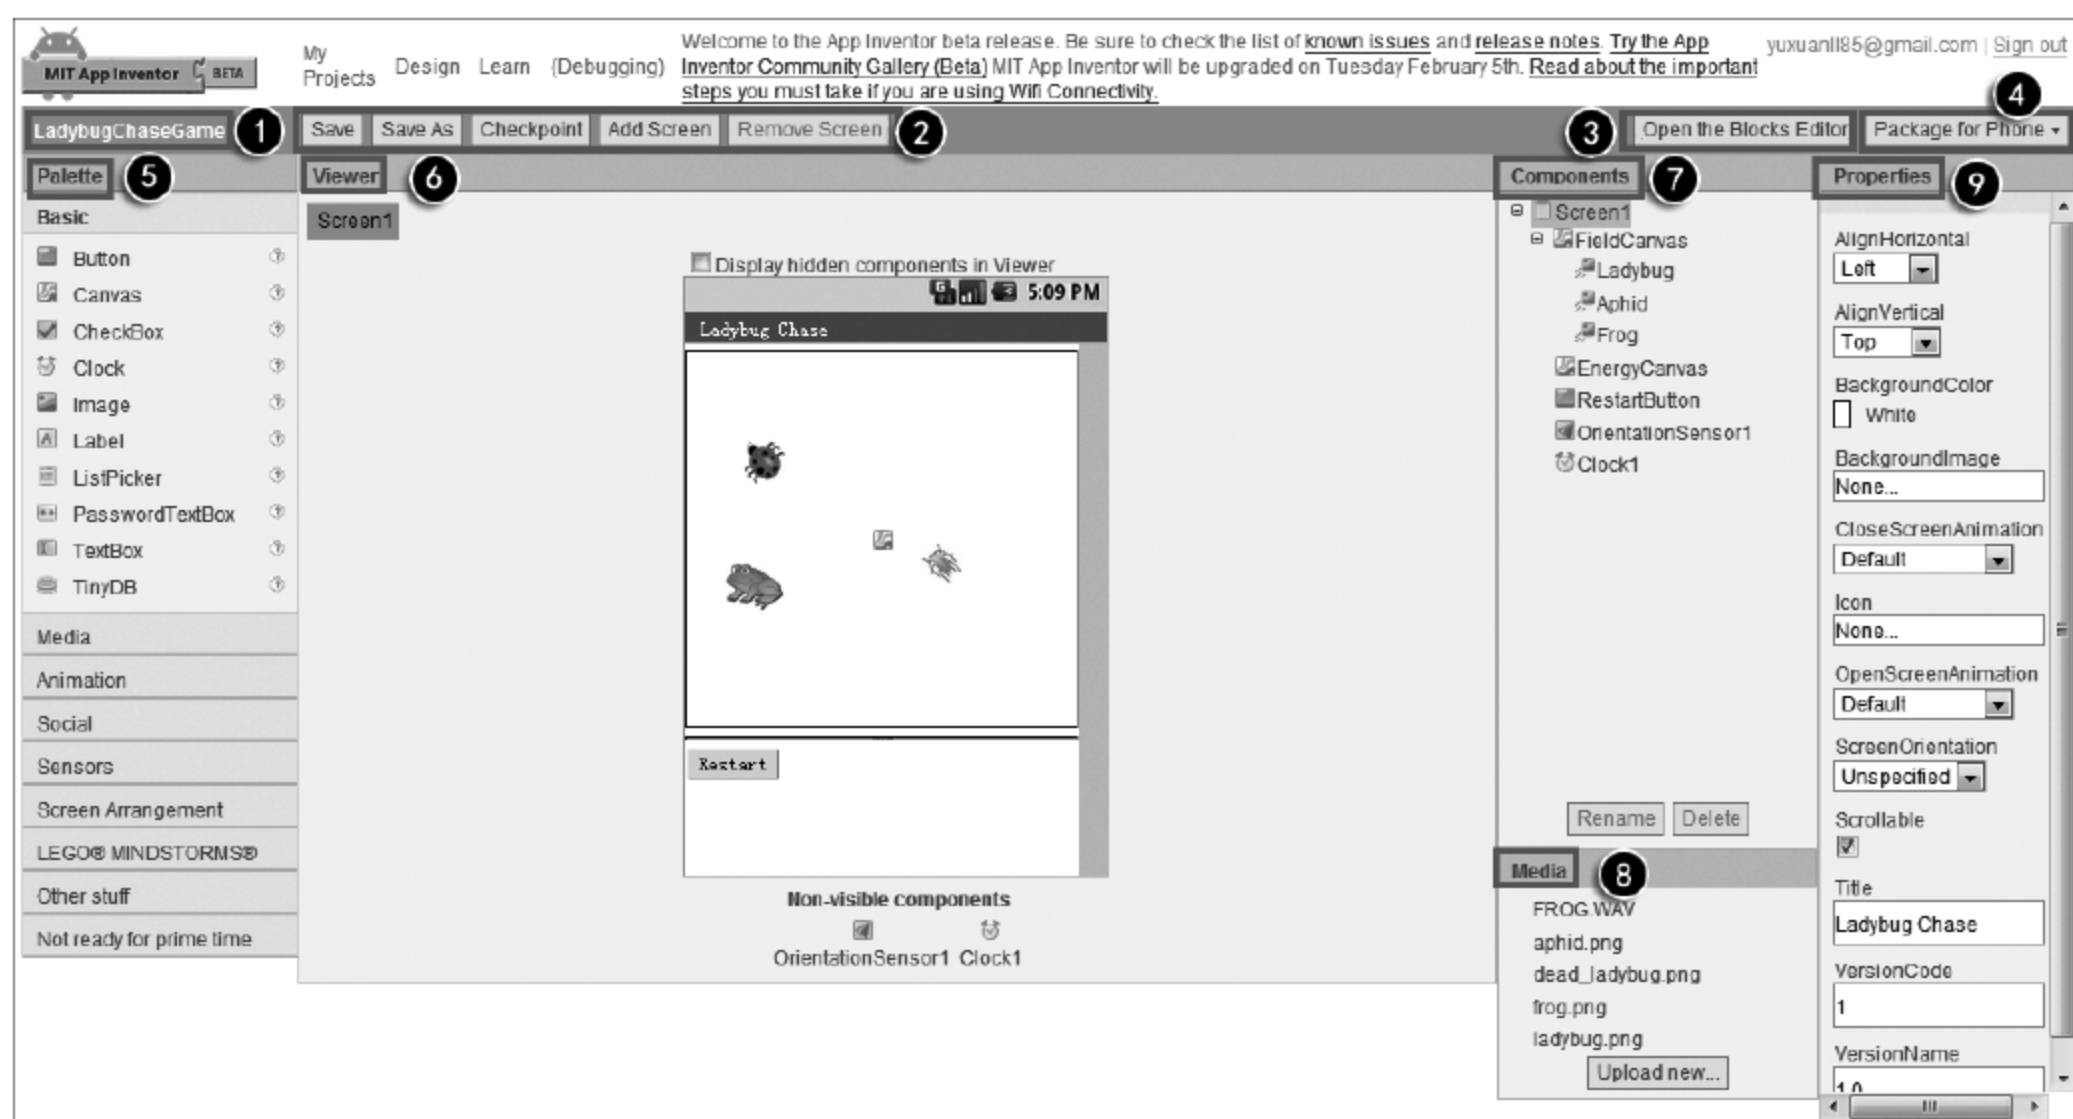 MIT App Inventor BETA
My Projects
Design Learn (Debugging)
Welcome to the App Inventor beta release. Be sure to check the list of known issues and release notes. Try the App
Inventor Community Gallery (Beta) MIT App Inventor will be upgraded on Tuesday February 5th. Read about the important
steps you must take if you are using Wifi Connectivity.
yuxuanll85@gmail.com | Sign out
LadybugChaseGame 1
Save Save As Checkpoint Add Screen Remove Screen 2
3 Open the Blocks Editor
4
Package for Phone
Palette 5
Basic
Button
Canvas
CheckBox
Clock
Image
Label
ListPicker
PasswordTextBox
TextBox
TinyDB
Media
Animation
Social
Sensors
Screen Arrangement
LEGO® MINDSTORMS®
Other stuff
Not ready for prime time
Viewer 6
Screen1
Display hidden components in Viewer
5:09 PM
Ladybug Chase
Restart
Non-visible components
OrientationSensor1 Clock1
Components 7
Screen1
FieldCanvas
Ladybug
Aphid
Frog
EnergyCanvas
RestartButton
OrientationSensor1
Clock1
Rename Delete
Media 8
FROG.WAV
aphid.png
dead_ladybug.png
frog.png
ladybug.png
Upload new...
Properties 9
AlignHorizontal
Left
AlignVertical
Top
BackgroundColor
White
BackgroundImage
None...
CloseScreenAnimation
Default
Icon
None...
OpenScreenAnimation
Default
ScreenOrientation
Unspecified
Scrollable
Title
Ladybug Chase
VersionCode
1
VersionName
1.0